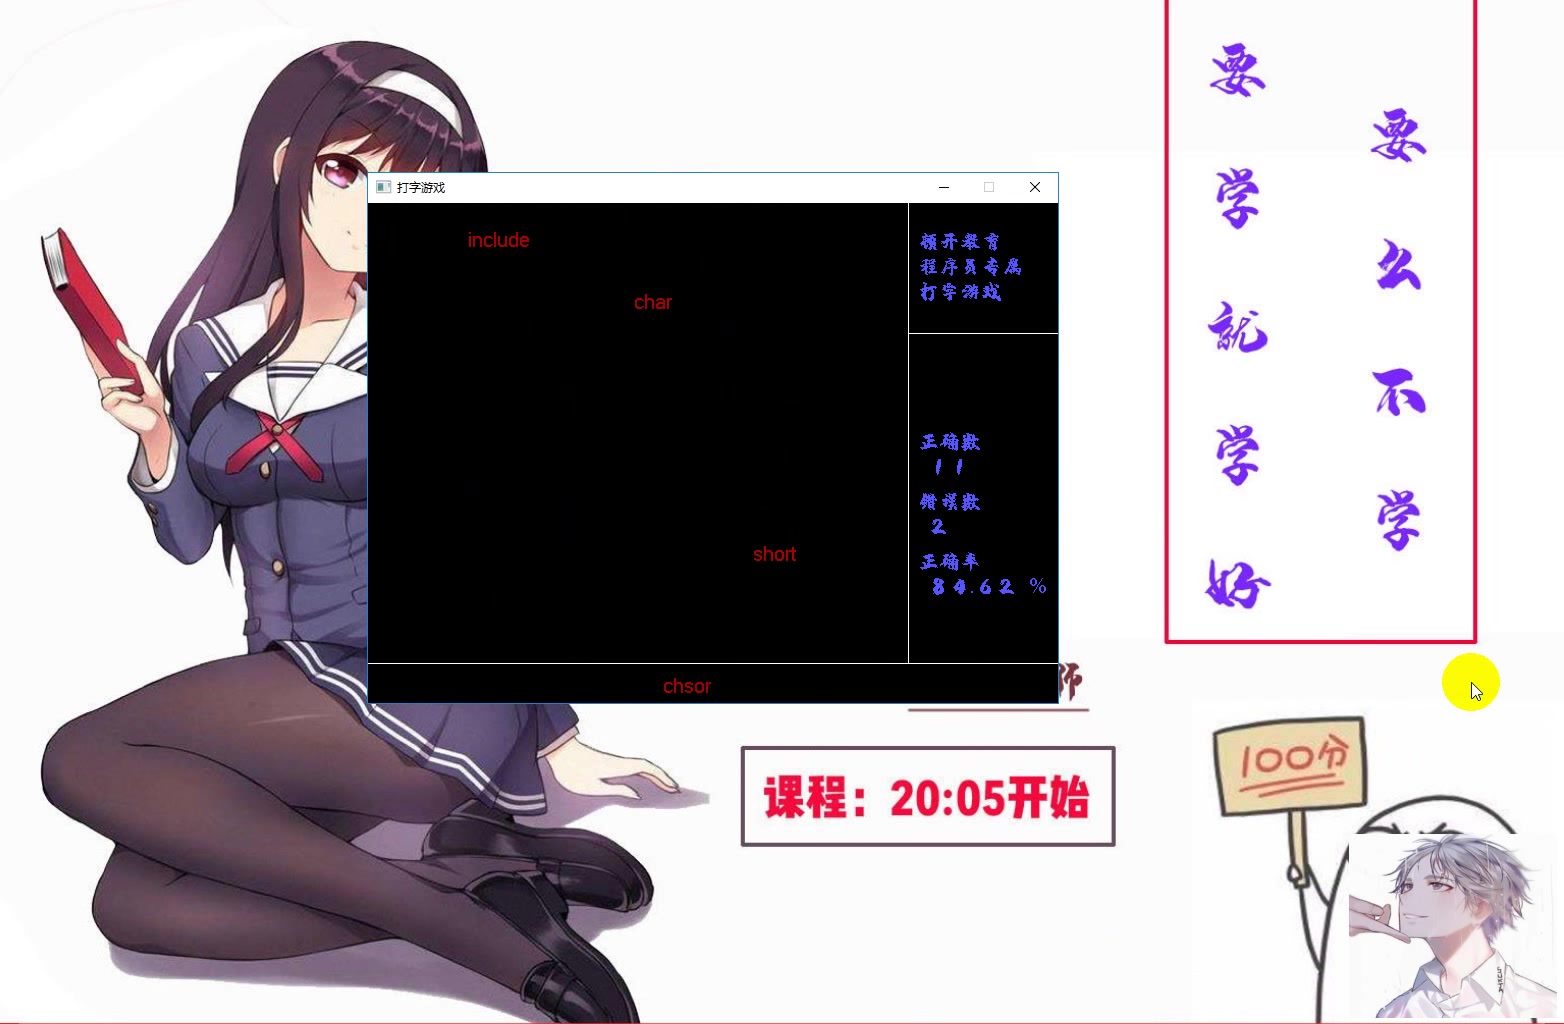 要学就学好
要么不学
打字游戏
include
char
short
chsor
顿开教育
程序员专属
打字游戏
正确数
11
错误数
2
正确率
84.62 %
师
课程：20:05开始
100分